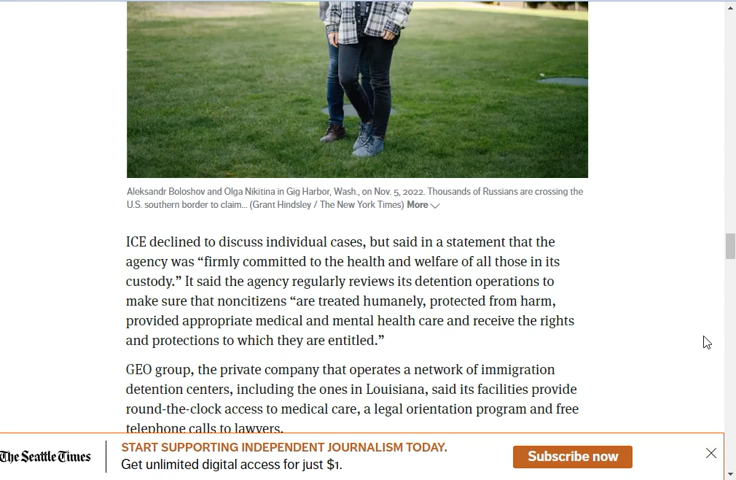 Aleksandr Boloshov and Olga Nikitina in Gig Harbor, Wash., on Nov. 5, 2022. Thousands of Russians are crossing the
U.S. southern border to claim... (Grant Hindsley / The New York Times) More
ICE declined to discuss individual cases, but said in a statement that the
agency was “firmly committed to the health and welfare of all those in its
custody.” It said the agency regularly reviews its detention operations to
make sure that noncitizens “are treated humanely, protected from harm,
provided appropriate medical and mental health care and receive the rights
and protections to which they are entitled.”
GEO group, the private company that operates a network of immigration
detention centers, including the ones in Louisiana, said its facilities provide
round-the-clock access to medical care, a legal orientation program and free
telephone calls to lawyers.
The Seattle Times
START SUPPORTING INDEPENDENT JOURNALISM TODAY.
Get unlimited digital access for just $1.
Subscribe now